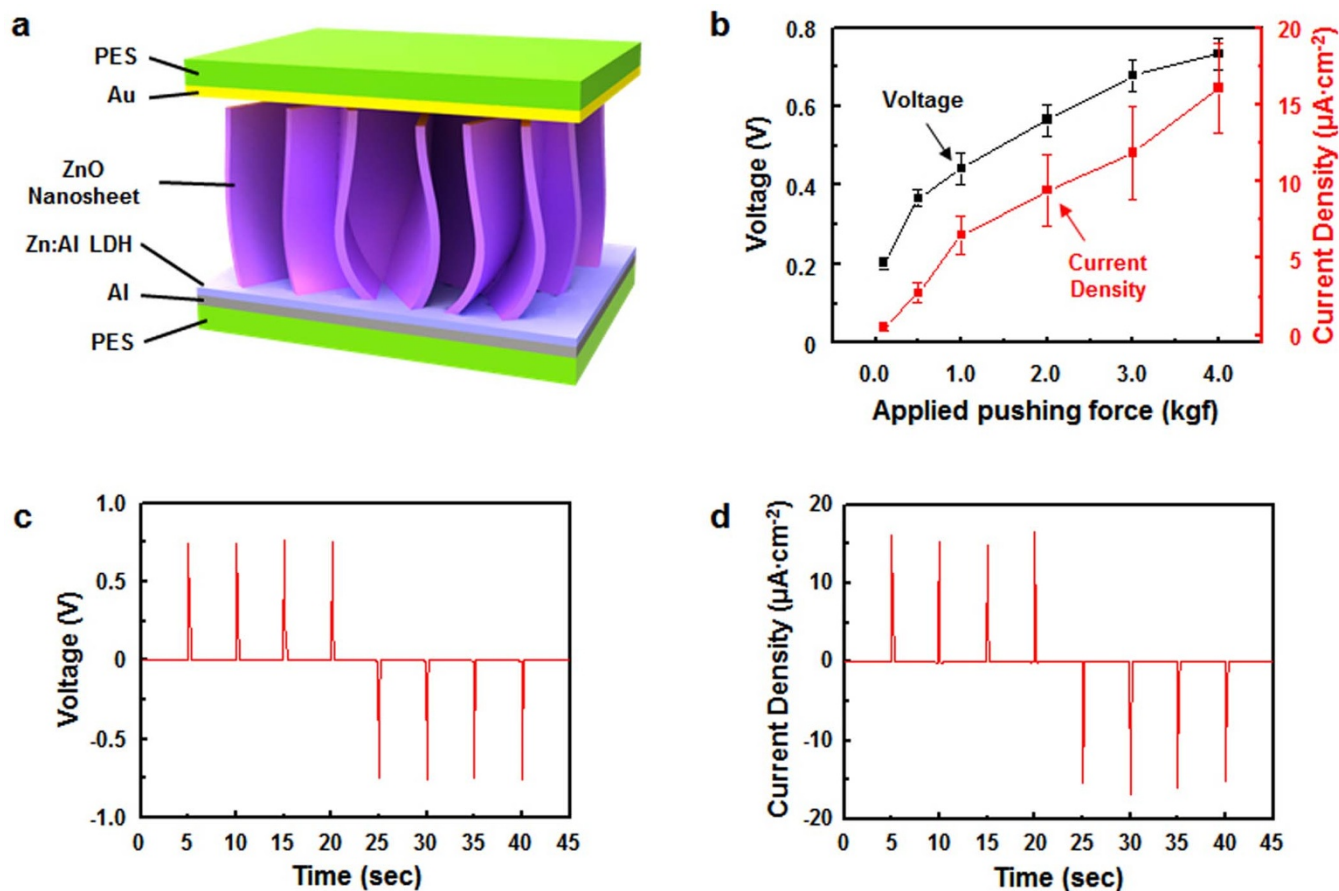 a
PES
Au
ZnO
Nanosheet
Zn:Al LDH
Al
PES
b
Voltage (V)
0.8
0.6
0.4
0.2
0
Voltage
Current
Density
20
15
10
5
0
Current Density (μA·cm⁻²)
0.0 1.0 2.0 3.0 4.0
Applied pushing force (kgf)
c
Voltage (V)
1.0
0.5
0
-0.5
-1.0
0 5 10 15 20 25 30 35 40 45
Time (sec)
d
Current Density (μA·cm⁻²)
20
10
0
-10
-20
0 5 10 15 20 25 30 35 40 45
Time (sec)